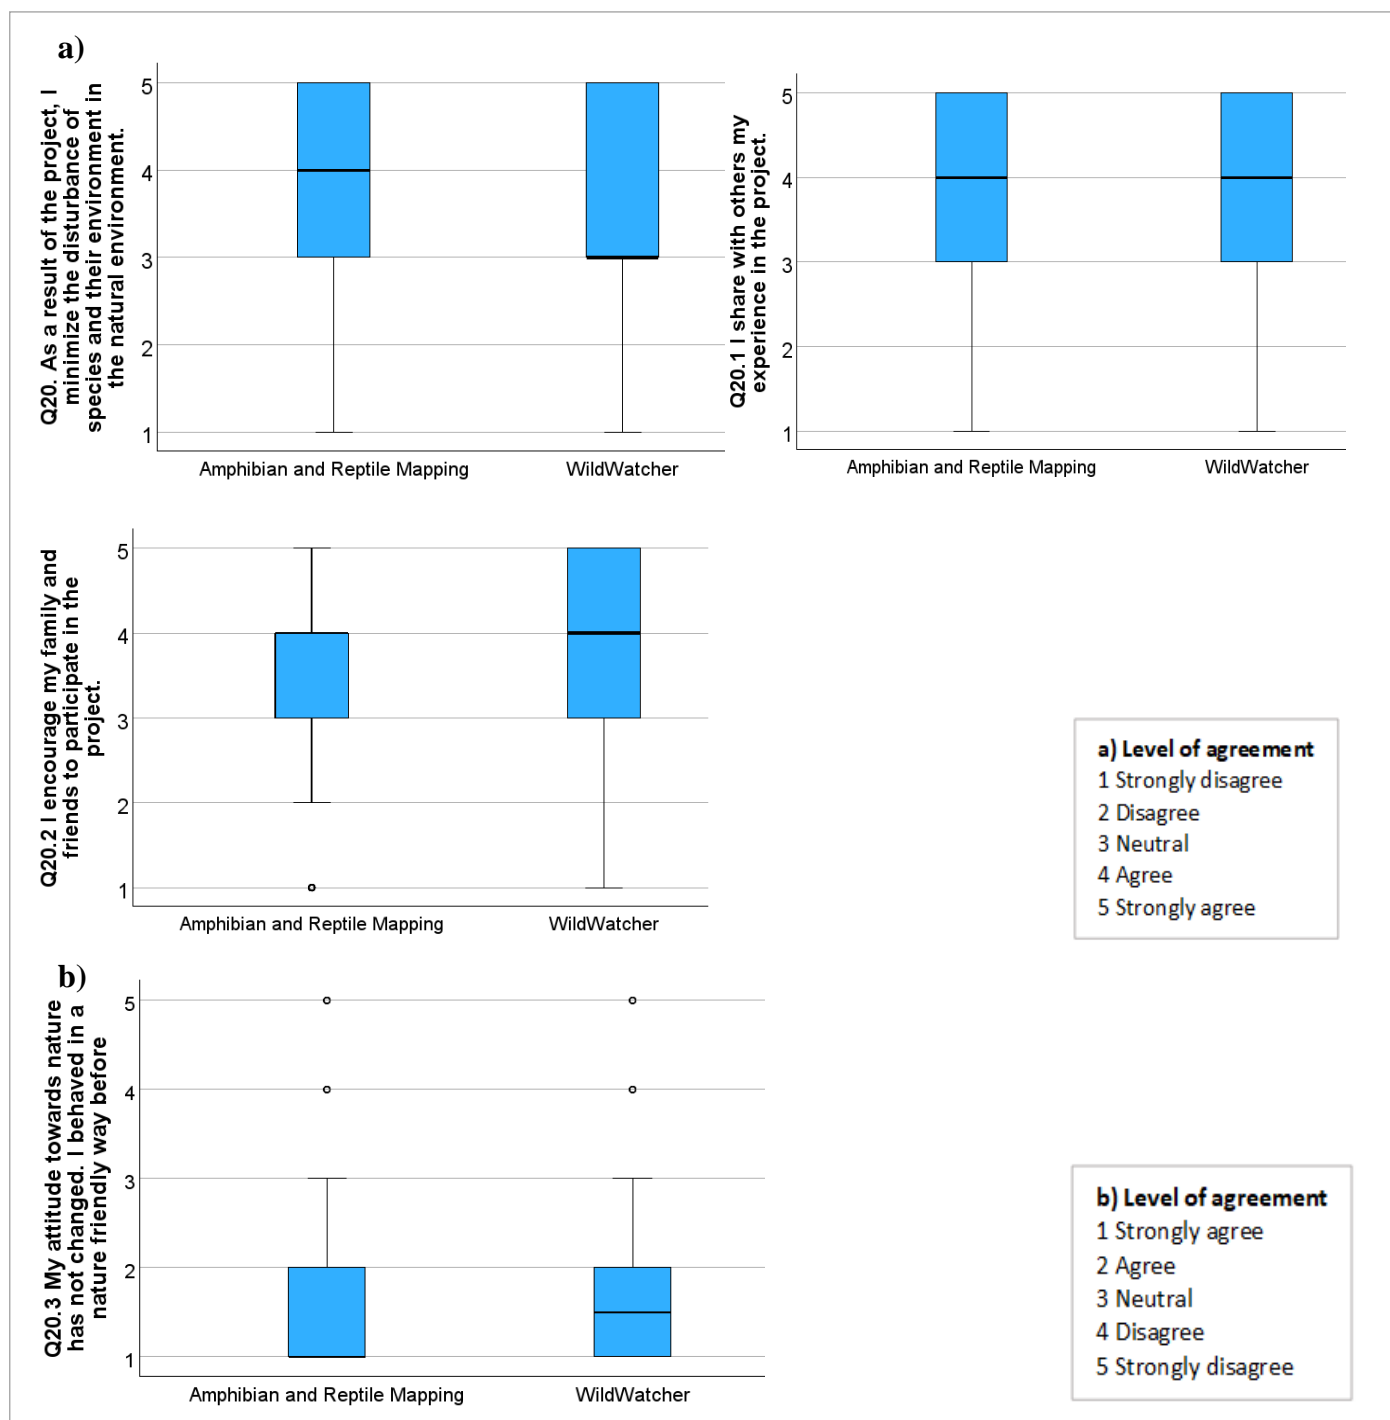 a)
Q20. As a result of the project, I
minimize the disturbance of
species and their environment in
the natural environment.
5
4
3
2
1
Amphibian and Reptile Mapping
WildWatcher
Q20.1 I share with others my
experience in the project.
5
4
3
2
1
Amphibian and Reptile Mapping
WildWatcher
Q20.2 I encourage my family and
friends to participate in the
project.
5
4
3
2
1
Amphibian and Reptile Mapping
WildWatcher
a) Level of agreement
1 Strongly disagree
2 Disagree
3 Neutral
4 Agree
5 Strongly agree
b)
Q20.3 My attitude towards nature
has not changed. I behaved in a
nature friendly way before
5
4
3
2
1
Amphibian and Reptile Mapping
WildWatcher
b) Level of agreement
1 Strongly agree
2 Agree
3 Neutral
4 Disagree
5 Strongly disagree